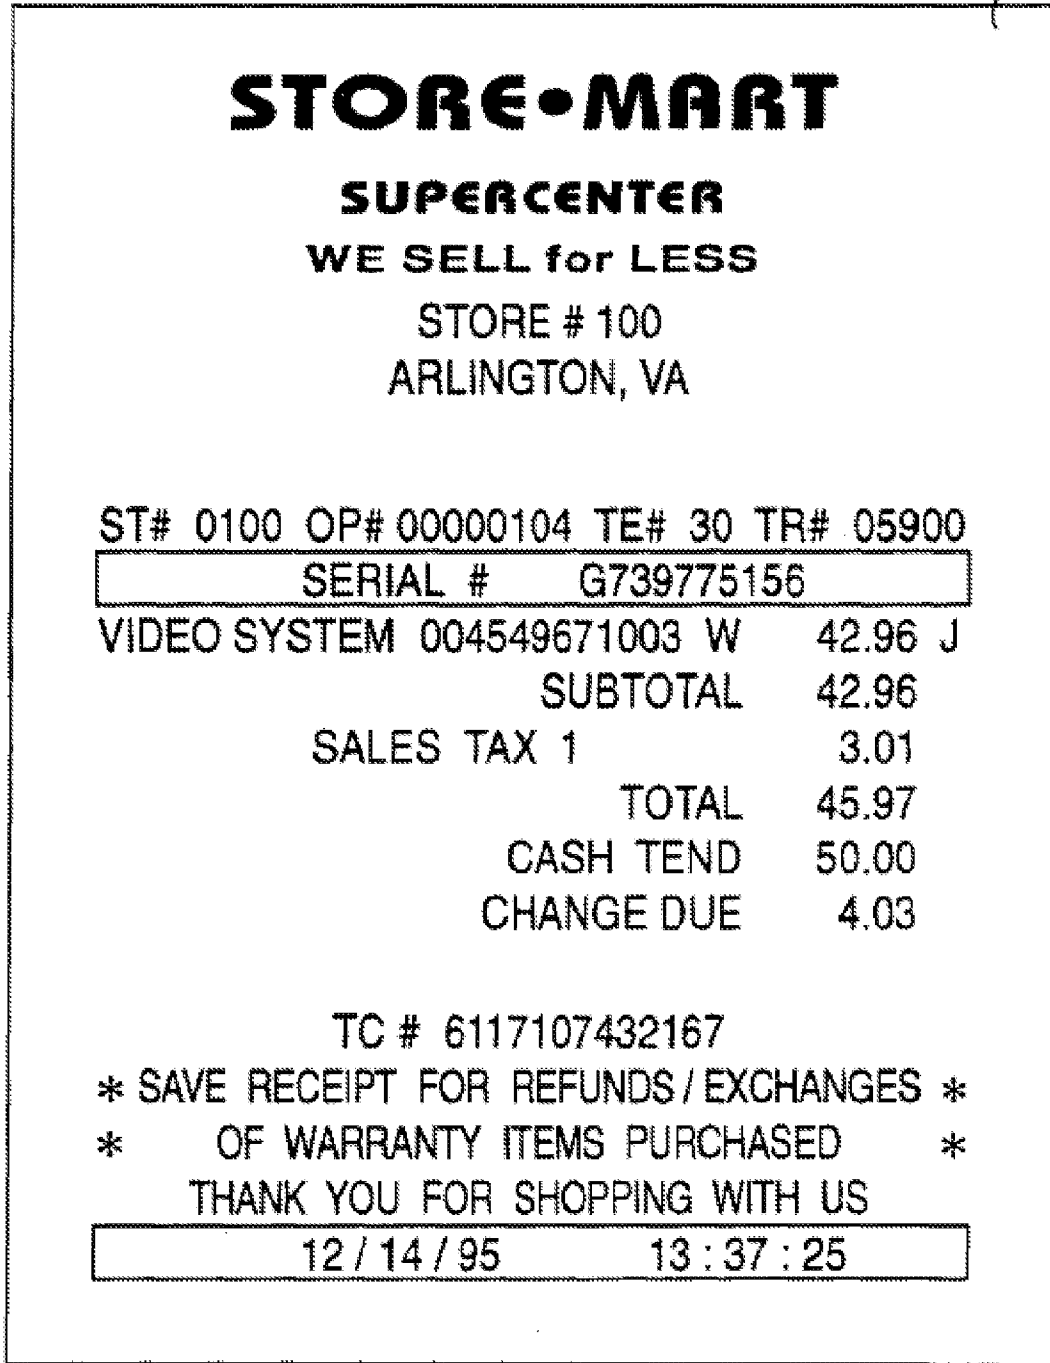 STORE•MART
SUPERCENTER
WE SELL for LESS
STORE # 100
ARLINGTON, VA
ST# 0100 OP# 00000104 TE# 30 TR# 05900
SERIAL # G739775156
VIDEO SYSTEM 004549671003 W 42.96 J
SUBTOTAL 42.96
SALES TAX 1 3.01
TOTAL 45.97
CASH TEND 50.00
CHANGE DUE 4.03
TC # 6117107432167
* SAVE RECEIPT FOR REFUNDS / EXCHANGES *
* OF WARRANTY ITEMS PURCHASED *
THANK YOU FOR SHOPPING WITH US
12 / 14 / 95 13 : 37 : 25